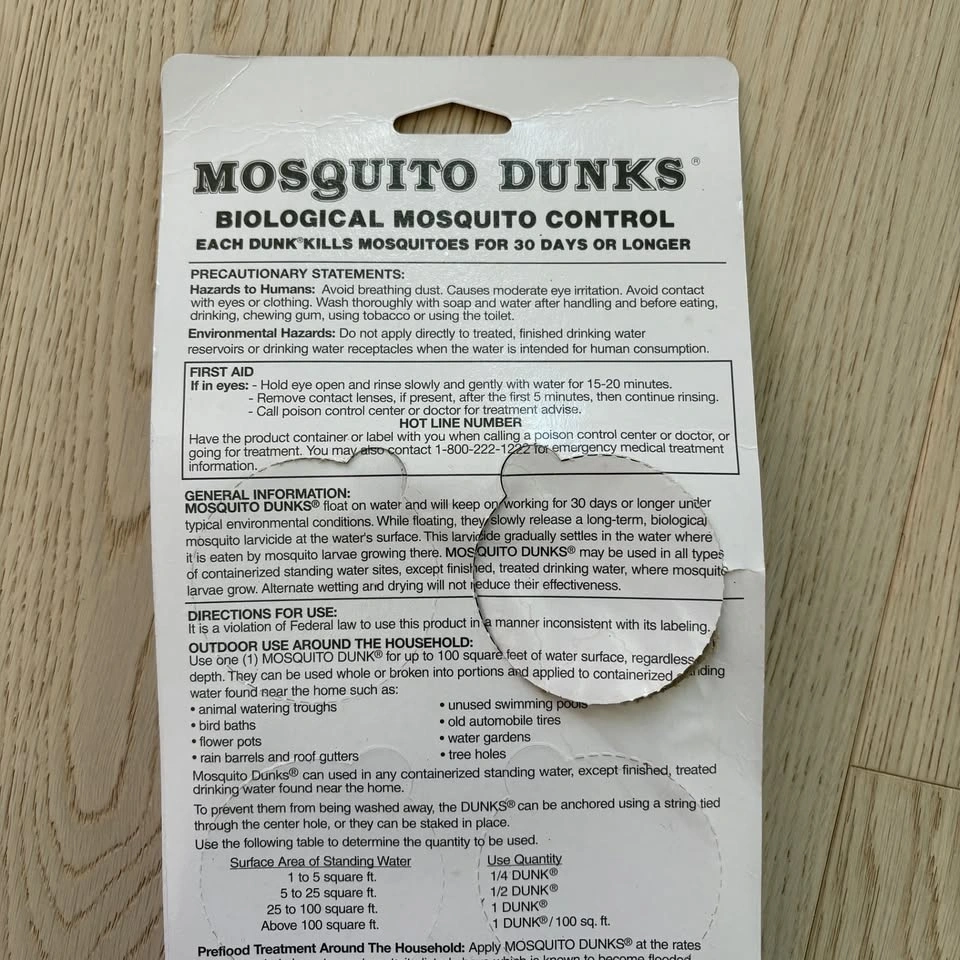 MOSQUITO DUNKS®
BIOLOGICAL MOSQUITO CONTROL
EACH DUNK® KILLS MOSQUITOES FOR 30 DAYS OR LONGER
PRECAUTIONARY STATEMENTS:
Hazards to Humans: Avoid breathing dust. Causes moderate eye irritation. Avoid contact
with eyes or clothing. Wash thoroughly with soap and water after handling and before eating,
drinking, chewing gum, using tobacco or using the toilet.
Environmental Hazards: Do not apply directly to treated, finished drinking water
reservoirs or drinking water receptacles when the water is intended for human consumption.
FIRST AID
If in eyes: - Hold eye open and rinse slowly and gently with water for 15-20 minutes.
- Remove contact lenses, if present, after the first 5 minutes, then continue rinsing.
- Call poison control center or doctor for treatment advise.
HOT LINE NUMBER
Have the product container or label with you when calling a poison control center or doctor, or
going for treatment. You may also contact 1-800-222-1222 for emergency medical treatment
information.
GENERAL INFORMATION:
MOSQUITO DUNKS® float on water and will keep on working for 30 days or longer under
typical environmental conditions. While floating, they slowly release a long-term, biological
mosquito larvicide at the water's surface. This larvicide gradually settles in the water where
it is eaten by mosquito larvae growing there. MOSQUITO DUNKS® may be used in all types
of containerized standing water sites, except finished, treated drinking water, where mosquito
larvae grow. Alternate wetting and drying will not reduce their effectiveness.
DIRECTIONS FOR USE:
It is a violation of Federal law to use this product in a manner inconsistent with its labeling.
OUTDOOR USE AROUND THE HOUSEHOLD:
Use one (1) MOSQUITO DUNK® for up to 100 square feet of water surface, regardless
depth. They can be used whole or broken into portions and applied to containerized standing
water found near the home such as:
• animal watering troughs
• bird baths
• flower pots
• rain barrels and roof gutters
• unused swimming pools
• old automobile tires
• water gardens
• tree holes
Mosquito Dunks® can used in any containerized standing water, except finished, treated
drinking water found near the home.
To prevent them from being washed away, the DUNKS® can be anchored using a string tied
through the center hole, or they can be staked in place.
Use the following table to determine the quantity to be used.
Surface Area of Standing Water Use Quantity
1 to 5 square ft. 1/4 DUNK®
5 to 25 square ft. 1/2 DUNK®
25 to 100 square ft. 1 DUNK®
Above 100 square ft. 1 DUNK®/100 sq. ft.
Preflood Treatment Around The Household: Apply MOSQUITO DUNKS® at the rates
which is known to become flooded